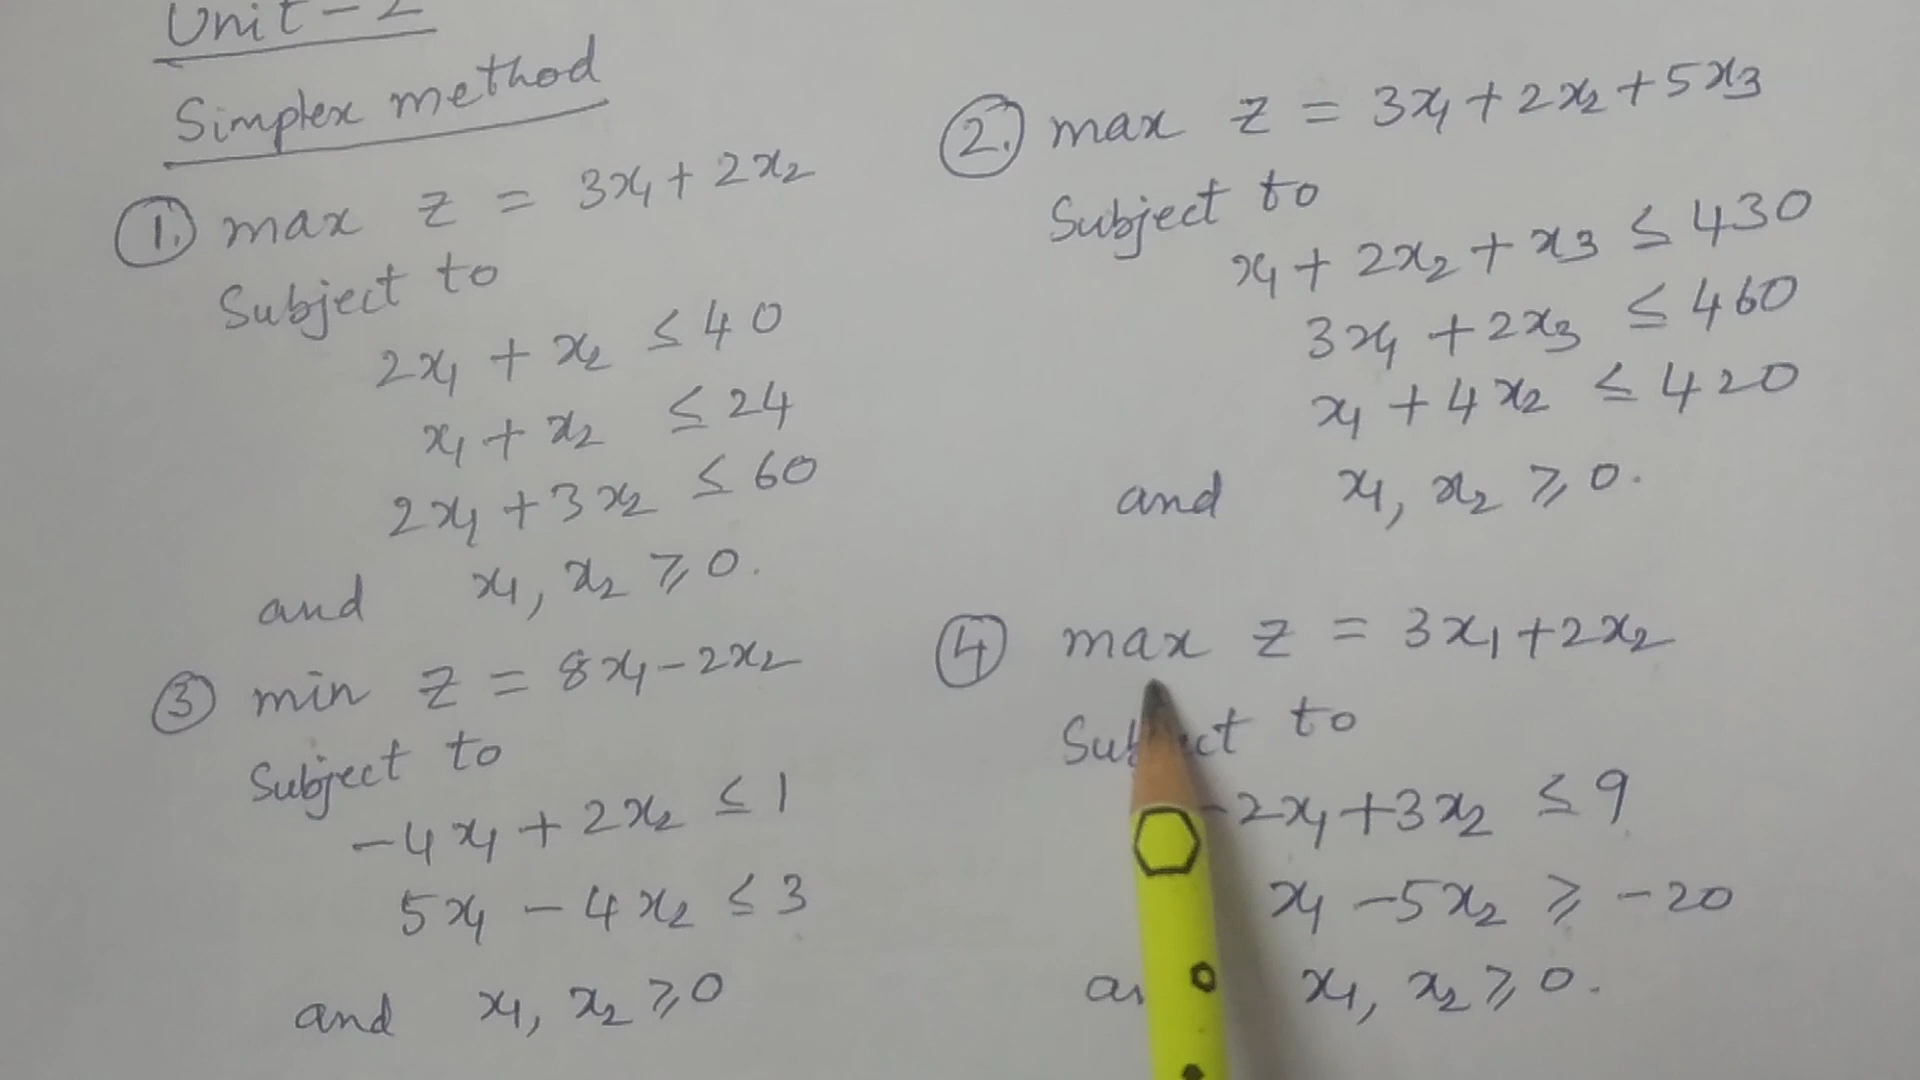 Unit - 2
Simplex method
1. max z = 3x1 + 2x2
Subject to
2x1 + x2 ≤ 40
x1 + x2 ≤ 24
2x1 + 3x2 ≤ 60
and x1, x2 ≥ 0.
2. max z = 3x1 + 2x2 + 5x3
Subject to
x1 + 2x2 + x3 ≤ 430
3x1 + 2x3 ≤ 460
x1 + 4x2 ≤ 420
and x1, x2 ≥ 0.
3 min z = 8x1 - 2x2
Subject to
-4x1 + 2x2 ≤ 1
5x1 - 4x2 ≤ 3
and x1, x2 ≥ 0
4 max z = 3x1 + 2x2
to
-2x1 + 3x2 ≤ 9
x1 - 5x2 ≥ -20
x1, x2 ≥ 0.